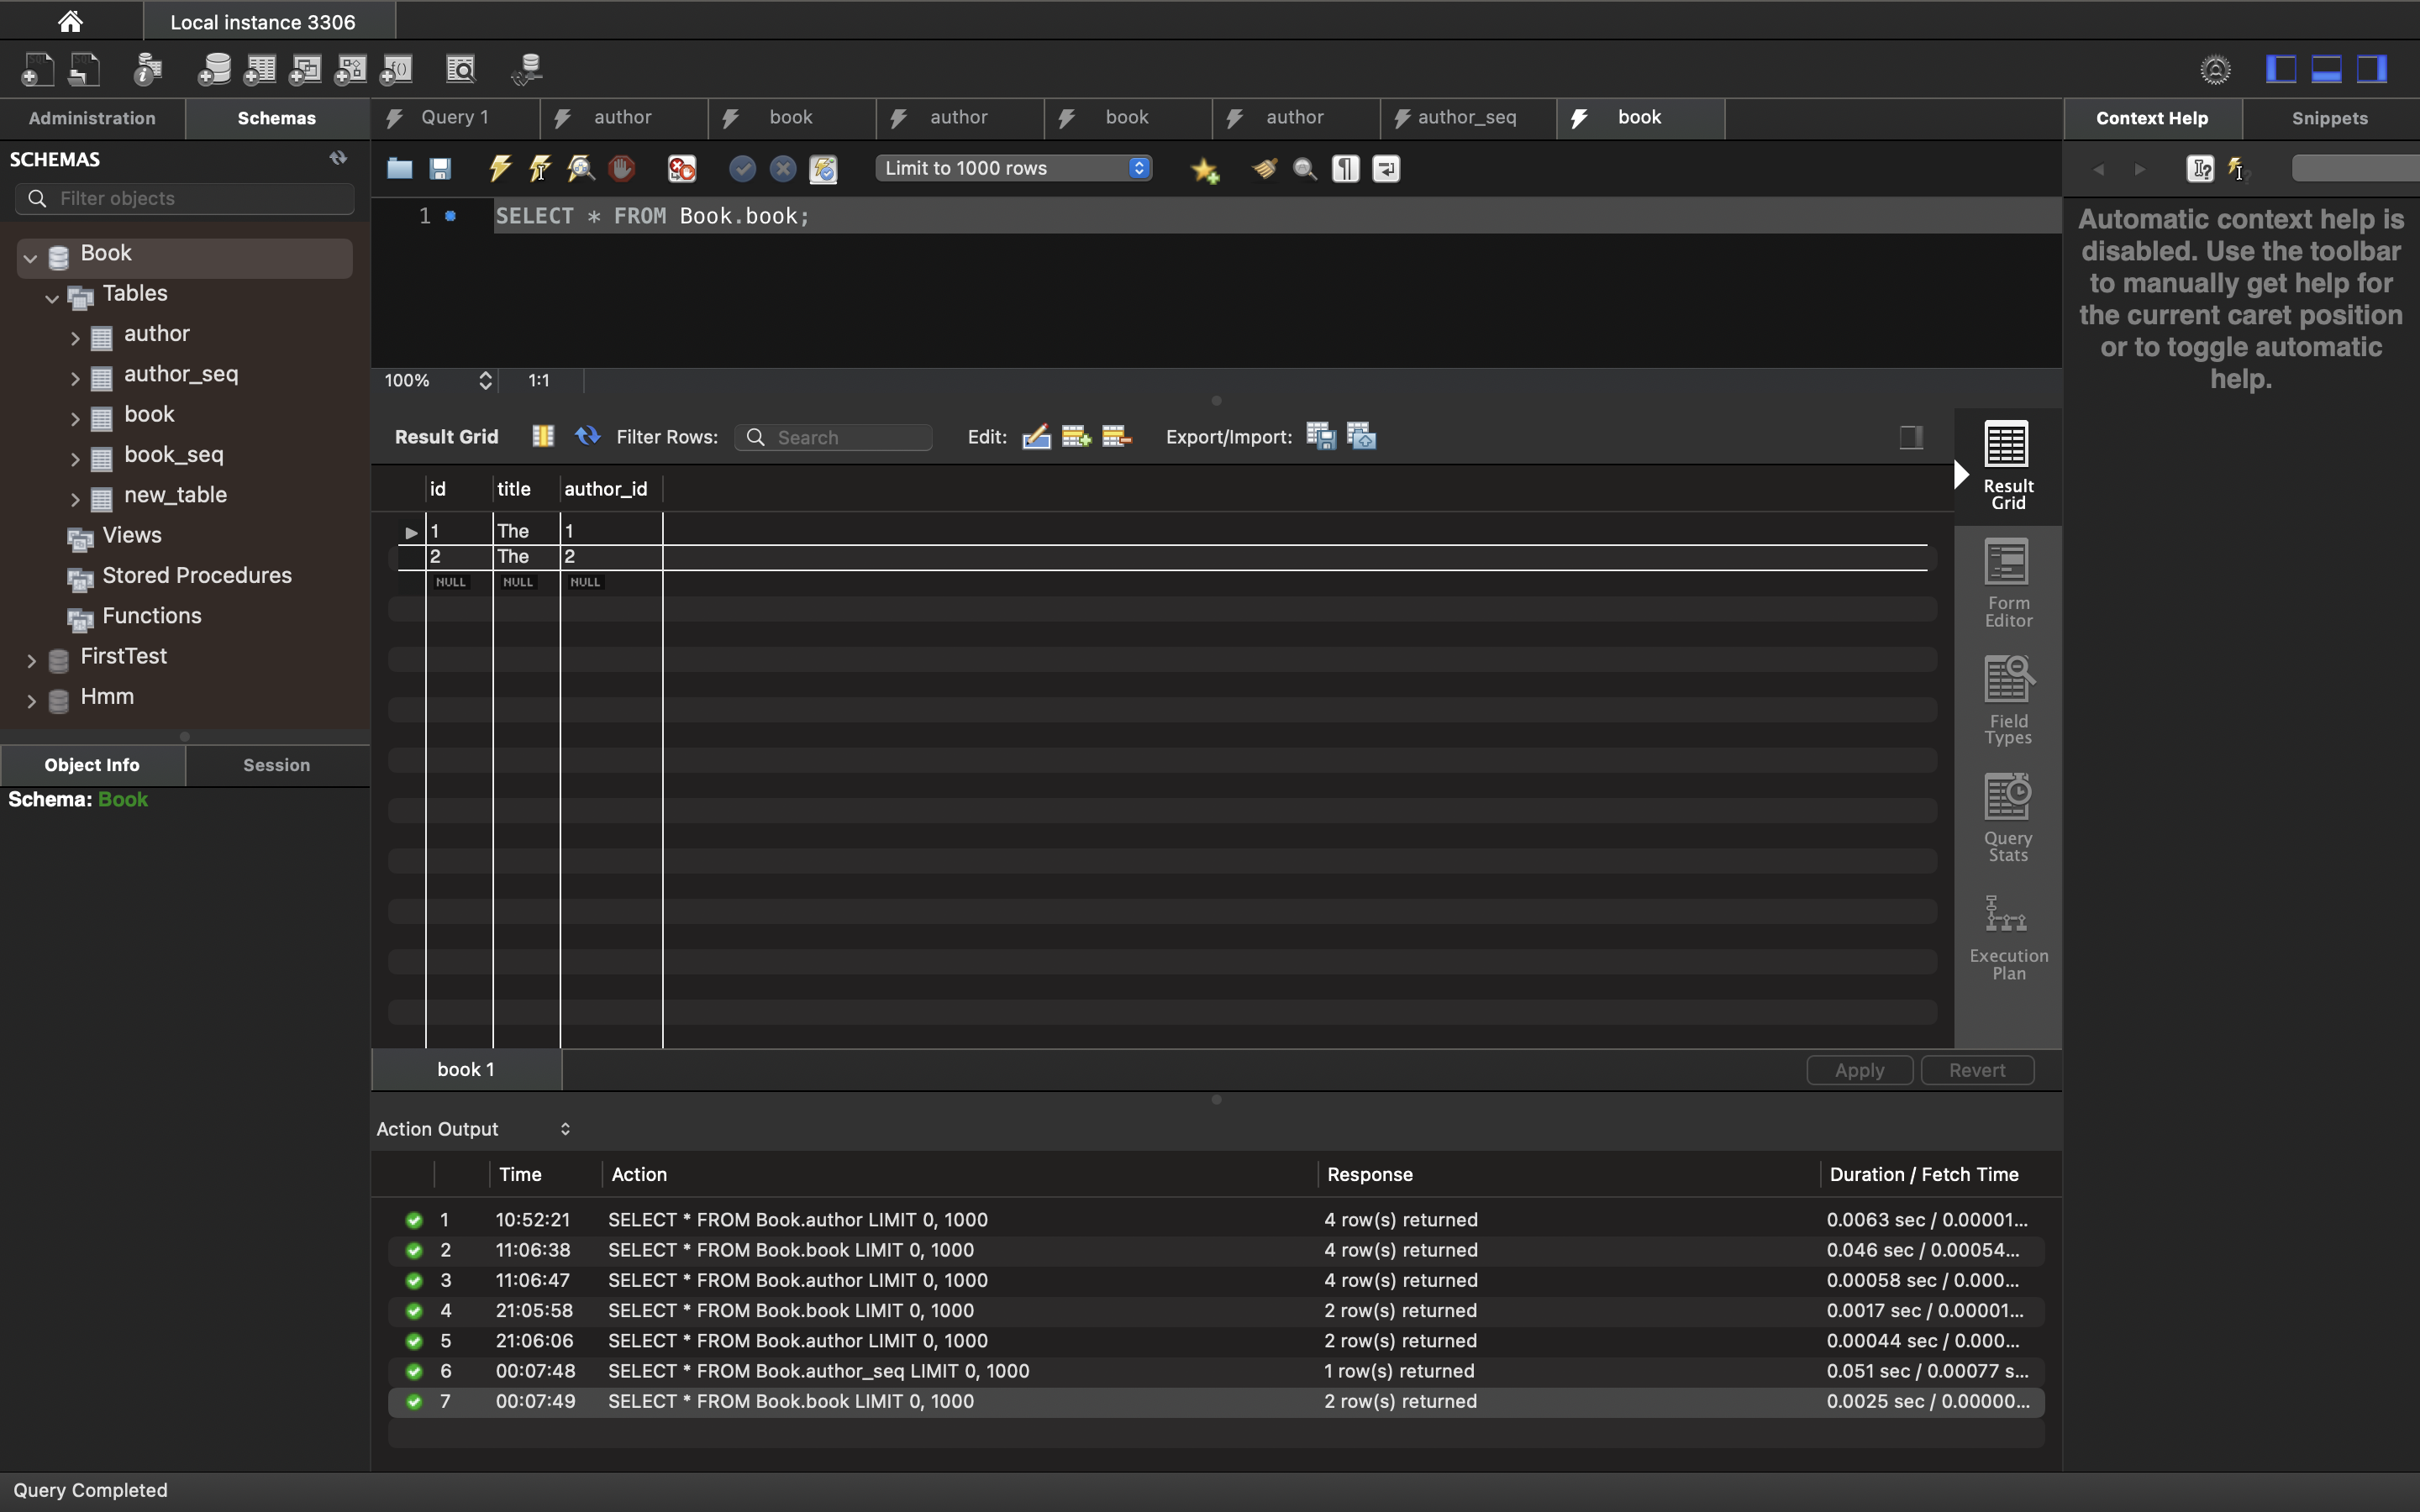 Local instance 3306
Administration Schemas
Query 1 author book author book author author_seq book
Context Help Snippets
SCHEMAS
Filter objects
Limit to 1000 rows
1 SELECT * FROM Book.book;
Automatic context help is
disabled. Use the toolbar
to manually get help for
the current caret position
or to toggle automatic
help.
Book
Tables
author
author_seq
book
book_seq
new_table
Views
Stored Procedures
Functions
FirstTest
Hmm
Object Info Session
Schema: Book
100% 1:1
Result Grid Filter Rows: Search Edit: Export/Import:
id title author_id
1 The 1
2 The 2
NULL NULL NULL
Result
Grid
Form
Editor
Field
Types
Query
Stats
Execution
Plan
book 1 Apply Revert
Action Output
Time Action Response Duration / Fetch Time
1 10:52:21 SELECT * FROM Book.author LIMIT 0, 1000 4 row(s) returned 0.0063 sec / 0.00001...
2 11:06:38 SELECT * FROM Book.book LIMIT 0, 1000 4 row(s) returned 0.046 sec / 0.00054...
3 11:06:47 SELECT * FROM Book.author LIMIT 0, 1000 4 row(s) returned 0.00058 sec / 0.000...
4 21:05:58 SELECT * FROM Book.book LIMIT 0, 1000 2 row(s) returned 0.0017 sec / 0.00001...
5 21:06:06 SELECT * FROM Book.author LIMIT 0, 1000 2 row(s) returned 0.00044 sec / 0.000...
6 00:07:48 SELECT * FROM Book.author_seq LIMIT 0, 1000 1 row(s) returned 0.051 sec / 0.00077 s...
7 00:07:49 SELECT * FROM Book.book LIMIT 0, 1000 2 row(s) returned 0.0025 sec / 0.00000...
Query Completed